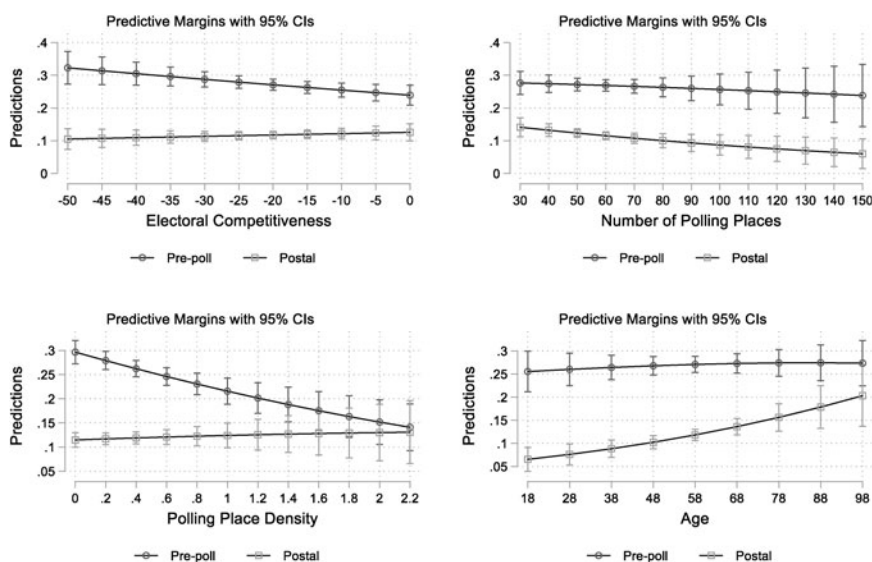 Predictive Margins with 95% CIs
.4
.3
.2
.1
0
Predictions
-50 -45 -40 -35 -30 -25 -20 -15 -10 -5 0
Electoral Competitiveness
Pre-poll Postal
Predictive Margins with 95% CIs
.4
.3
.2
.1
0
Predictions
30 40 50 60 70 80 90 100 110 120 130 140 150
Number of Polling Places
Pre-poll Postal
Predictive Margins with 95% CIs
.3
.25
.2
.15
.1
.05
Predictions
0 .2 .4 .6 .8 1 1.2 1.4 1.6 1.8 2 2.2
Polling Place Density
Pre-poll Postal
Predictive Margins with 95% CIs
.3
.25
.2
.15
.1
.05
Predictions
18 28 38 48 58 68 78 88 98
Age
Pre-poll Postal